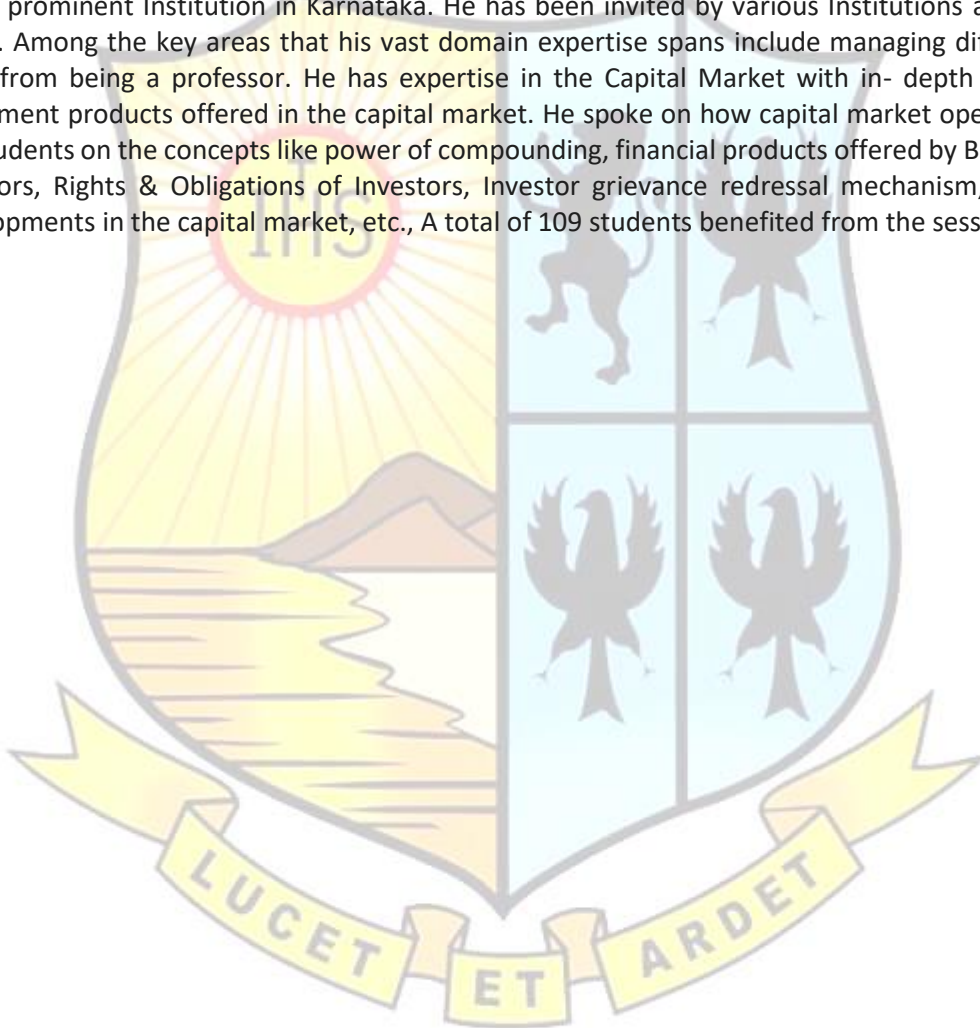 prominent Institution in Karnataka. He has been invited by various Institutions a
. Among the key areas that his vast domain expertise spans include managing di
from being a professor. He has expertise in the Capital Market with in- depth
ment products offered in the capital market. He spoke on how capital market ope
udents on the concepts like power of compounding, financial products offered by B
ors, Rights & Obligations of Investors, Investor grievance redressal mechanism,
opments in the capital market, etc., A total of 109 students benefited from the sess
IHS
LUCET ET ARDET